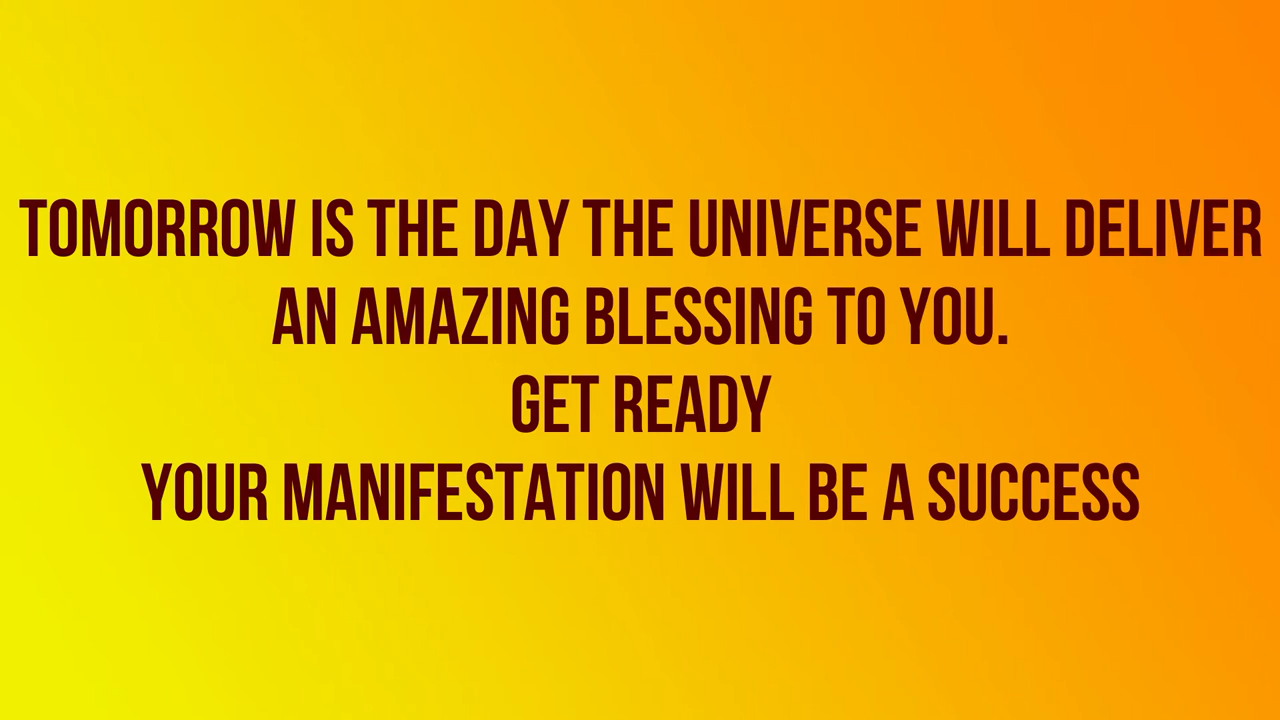 TOMORROW IS THE DAY THE UNIVERSE WILL DELIVER
AN AMAZING BLESSING TO YOU.
GET READY
YOUR MANIFESTATION WILL BE A SUCCESS